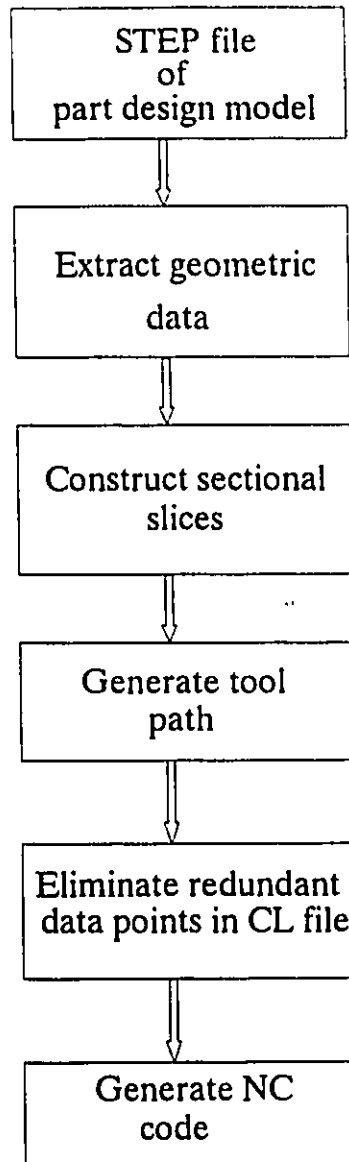 STEP file
of
part design model
Extract geometric
data
Construct sectional
slices
Generate tool
path
Eliminate redundant
data points in CL file
Generate NC
code